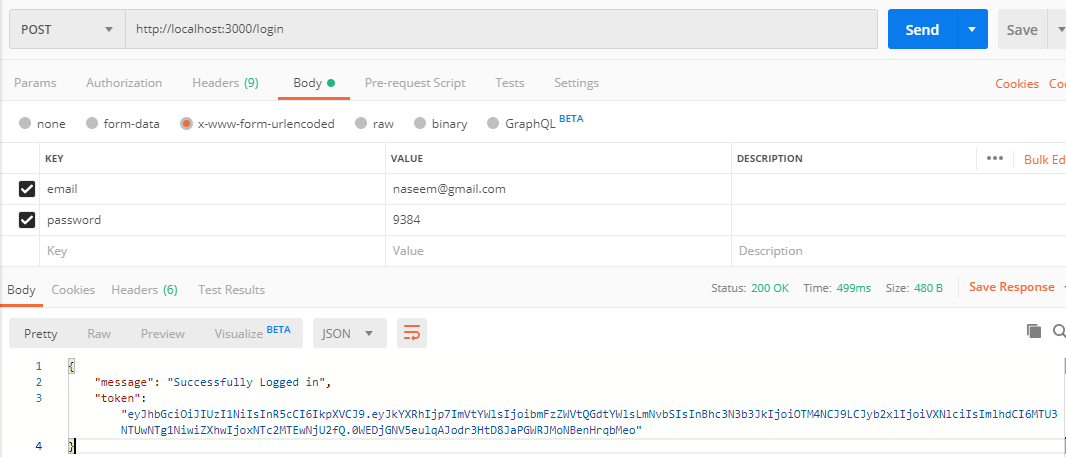 POST http://localhost:3000/login Send Save
Params Authorization Headers (9) Body Pre-request Script Tests Settings Cookies Co
none form-data x-www-form-urlencoded raw binary GraphQL BETA
KEY VALUE DESCRIPTION ••• Bulk Ed
email naseem@gmail.com
password 9384
Key Value Description
Body Cookies Headers (6) Test Results Status: 200 OK Time: 499ms Size: 480 B Save Response
Pretty Raw Preview Visualize BETA JSON
1 {
2 "message": "Successfully Logged in",
3 "token":
"eyJhbGciOiJIUzI1NiIsInR5cCI6IkpXVCJ9.eyJkYXRhIjp7ImVtYWlsIjoibmFzZWVtQGdtYWlsLmNvbSIsInBhc3N3b3JkIjoiOTM4NCJ9LCJyb2xlIjoiVXNlciIsImlhdCI6MTU3
NTUwNTg1NiwiZXhwIjoxNTc2MTEwNjU2fQ.0WEDjGNV5eulqAJodr3HtD8JaPGWRJMoNBenHrqbMeo"
4 }